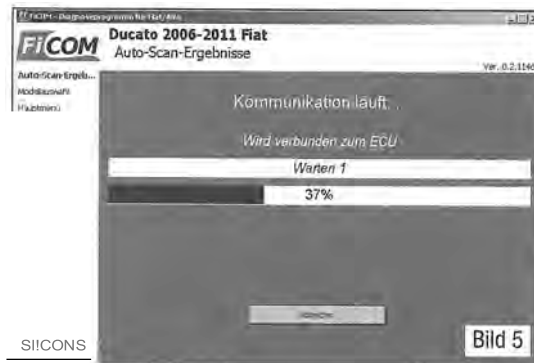 FiCOM - Diagnoseprogramm für Fiat/Alfa
FiCOM
Ducato 2006-2011 Fiat
Auto-Scan-Ergebnisse
Ver. 0.2.1146
Auto-Scan-Ergeb...
Modellauswahl
Hauptmenü
Kommunikation läuft...
Wird verbunden zum ECU
Warten 1
37%
SI!CONS
Bild 5